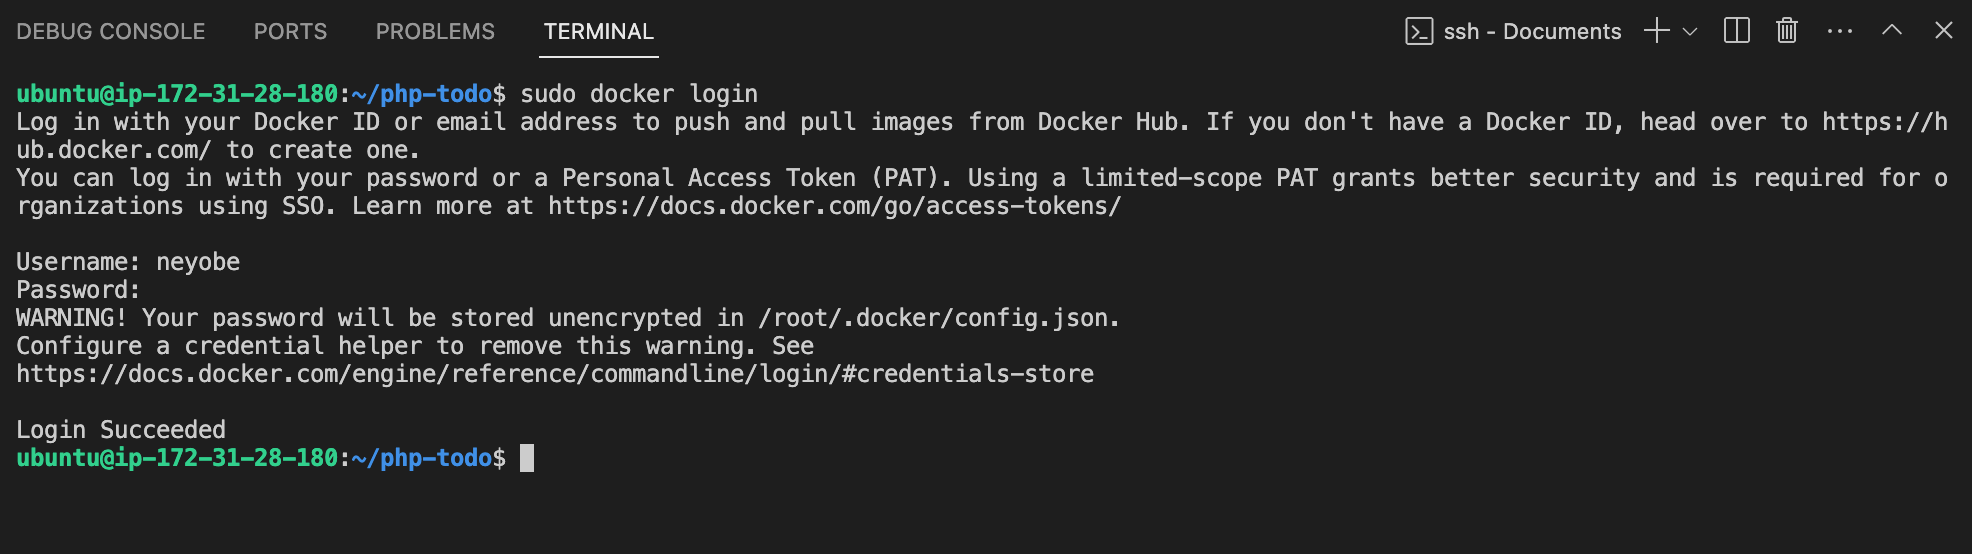 DEBUG CONSOLE PORTS PROBLEMS TERMINAL ssh - Documents
ubuntu@ip-172-31-28-180:~/php-todo$ sudo docker login
Log in with your Docker ID or email address to push and pull images from Docker Hub. If you don't have a Docker ID, head over to https://h
ub.docker.com/ to create one.
You can log in with your password or a Personal Access Token (PAT). Using a limited-scope PAT grants better security and is required for o
rganizations using SSO. Learn more at https://docs.docker.com/go/access-tokens/
Username: neyobe
Password:
WARNING! Your password will be stored unencrypted in /root/.docker/config.json.
Configure a credential helper to remove this warning. See
https://docs.docker.com/engine/reference/commandline/login/#credentials-store
Login Succeeded
ubuntu@ip-172-31-28-180:~/php-todo$